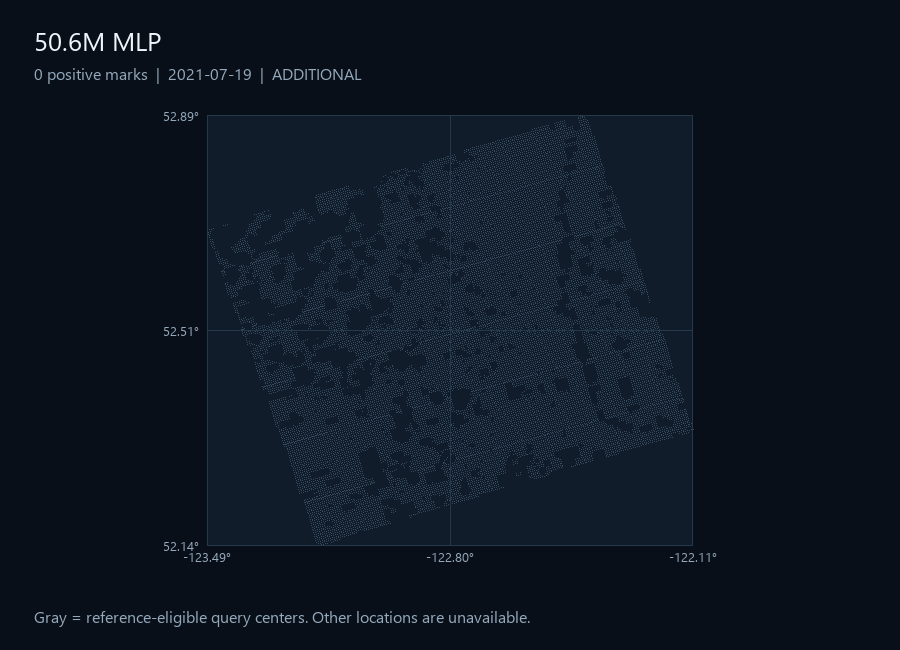 50.6M MLP
0 positive marks | 2021-07-19 | ADDITIONAL
52.89°
52.51°
52.14°
-123.49°
-122.80°
-122.11°
Gray = reference-eligible query centers. Other locations are unavailable.